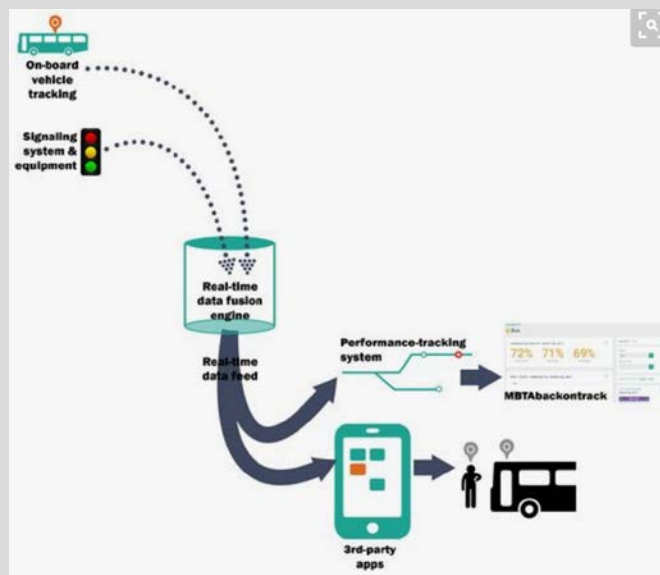 On-board
vehicle
tracking
Signaling
system &
equipment
Real-time
data fusion
engine
Real-time
data feed
Performance-tracking
system
72% 71% 69%
MBTAbackontrack
3rd-party
apps